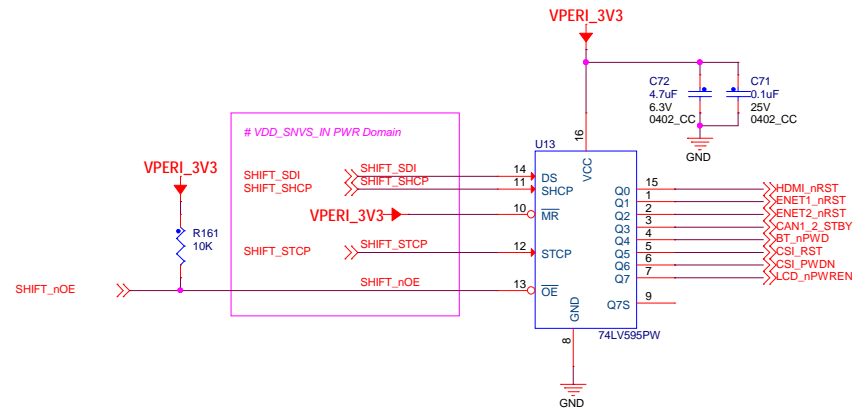 VPERI_3V3
C72
4.7uF
6.3V
0402_CC
C71
0.1uF
25V
0402_CC
GND
# VDD_SNVS_IN PWR Domain
U13
16
VCC
VPERI_3V3
R161
10K
SHIFT_SDI
SHIFT_SDI
14
DS
SHIFT_SHCP
SHIFT_SHCP
11
SHCP
VPERI_3V3
10
MR
SHIFT_STCP
SHIFT_STCP
12
STCP
SHIFT_nOE
SHIFT_nOE
13
OE
Q0
15
HDMI_nRST
Q1
1
ENET1_nRST
Q2
2
ENET2_nRST
Q3
3
CAN1_2_STBY
Q4
4
BT_nPWD
Q5
5
CSI_RST
Q6
6
CSI_PWDN
Q7
7
LCD_nPWREN
Q7S
9
GND
8
74LV595PW
GND